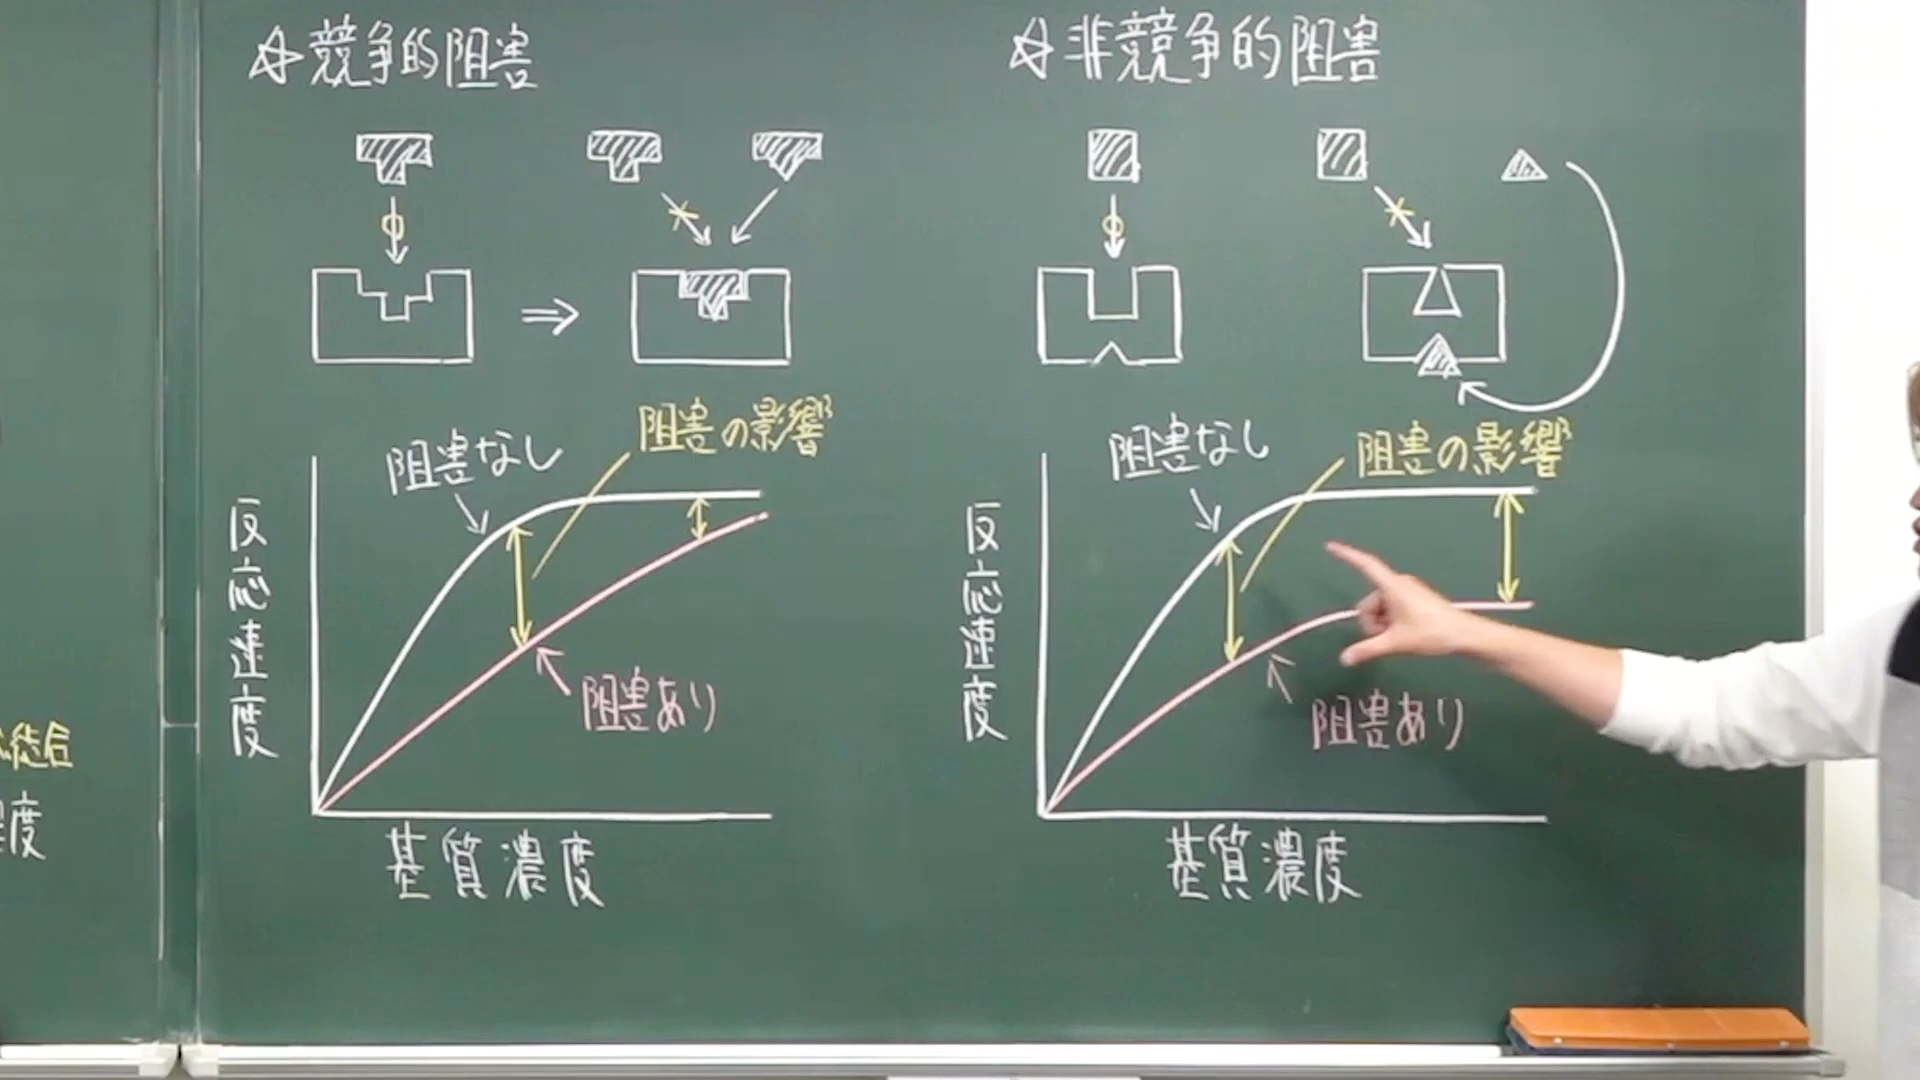 ☆競争的阻害
阻害なし
阻害の影響
反応速度
阻害あり
基質濃度
☆非競争的阻害
阻害なし
阻害の影響
反応速度
阻害あり
基質濃度
度